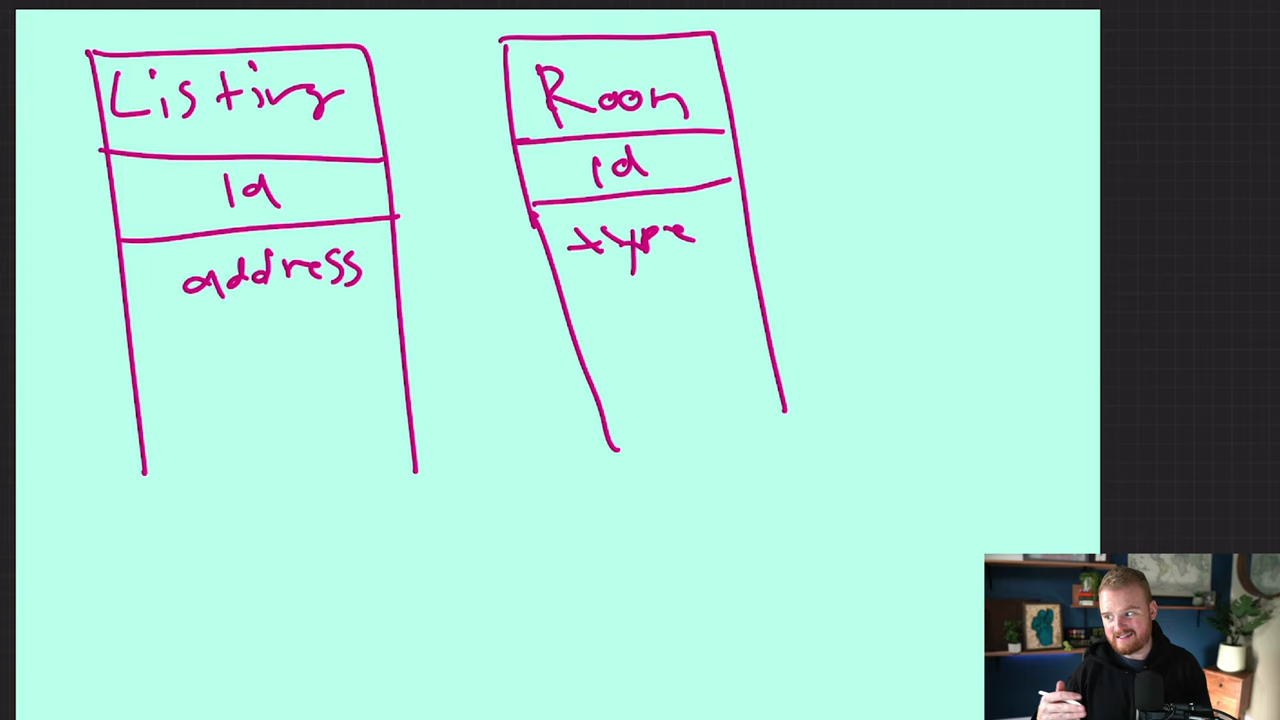 Listing
id
address
Room
id
type